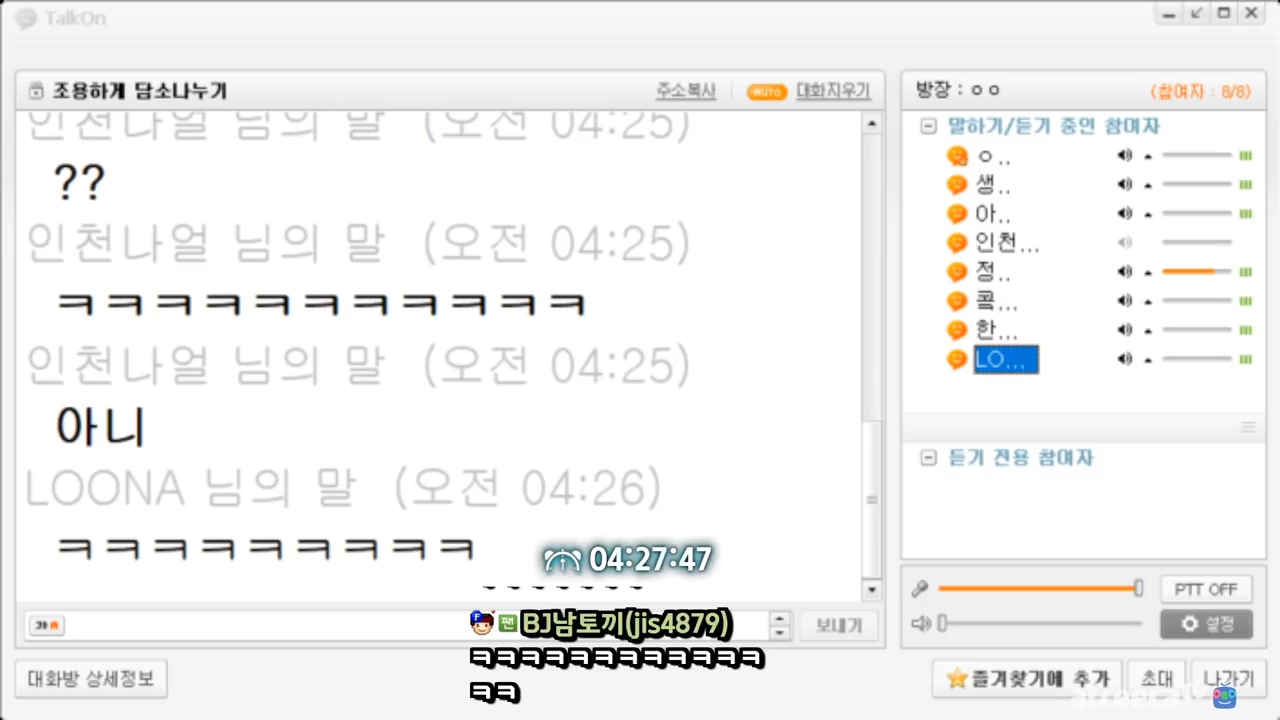 TalkOn
조용하게 담소나누기
주소복사
AUTO
대화지우기
인천나얼 님의 말 (오전 04:25)
??
인천나얼 님의 말 (오전 04:25)
ㅋㅋㅋㅋㅋㅋㅋㅋㅋㅋㅋ
인천나얼 님의 말 (오전 04:25)
아니
LOONA 님의 말 (오전 04:26)
ㅋㅋㅋㅋㅋㅋㅋㅋㅋ
04:27:47
팬 BJ남토끼(jis4879)
ㅋㅋㅋㅋㅋㅋㅋㅋㅋㅋㅋㅋ
ㅋㅋ
보내기
대화방 상세정보
방장 : ㅇㅇ
(참여자 : 8/8)
말하기/듣기 중인 참여자
ㅇ..
생..
아..
인천...
정..
콬...
한...
LO...
듣기 전용 참여자
PTT OFF
설정
즐겨찾기에 추가
초대
나가기
afreeca